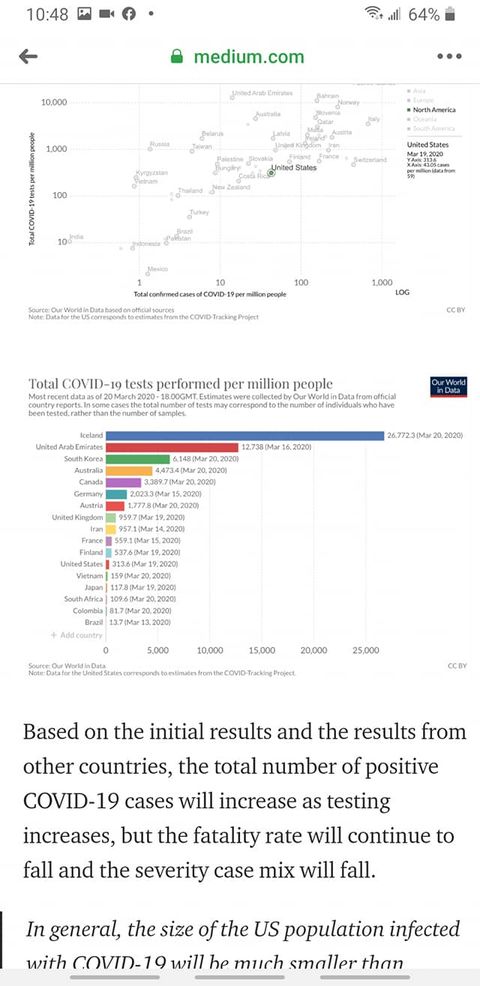 10:48
64%
medium.com
Asia
Europe
North America
Oceania
South America
United States
Mar 19, 2020
Y Axis: 313.6
X Axis: 43.05 cases
per million (data from
59)
Total COVID-19 tests per million people
10,000
1,000
100
10
United Arab Emirates
Bahrain
Norway
Australia
Slovenia
Qatar
Italy
Belarus
Latvia
Malta
Austria
Ireland
Russia
Taiwan
United Kingdom
Iran
Palestine
Slovakia
Finland
France
Switzerland
Hungary
United States
Kyrgyzstan
Costa Rica
Vietnam
Thailand
New Zealand
Turkey
India
Brazil
Indonesia
Pakistan
Mexico
1
10
100
1,000
Total confirmed cases of COVID-19 per million people
LOG
Source: Our World in Data based on official sources
CC BY
Note: Data for the US corresponds to estimates from the COVID-Tracking Project
Total COVID-19 tests performed per million people
Our World
in Data
Most recent data as of 20 March 2020 - 18.00GMT. Estimates were collected by Our World in Data from official
country reports. In some cases the total number of tests may correspond to the number of individuals who have
been tested, rather than the number of samples.
Iceland 26,772.3 (Mar 20, 2020)
United Arab Emirates 12,738 (Mar 16, 2020)
South Korea 6,148 (Mar 20, 2020)
Australia 4,473.4 (Mar 20, 2020)
Canada 3,389.7 (Mar 20, 2020)
Germany 2,023.3 (Mar 15, 2020)
Austria 1,777.8 (Mar 20, 2020)
United Kingdom 959.7 (Mar 19, 2020)
Iran 957.1 (Mar 14, 2020)
France 559.1 (Mar 15, 2020)
Finland 537.6 (Mar 19, 2020)
United States 313.6 (Mar 19, 2020)
Vietnam 159 (Mar 20, 2020)
Japan 117.8 (Mar 19, 2020)
South Africa 109.6 (Mar 20, 2020)
Colombia 81.7 (Mar 20, 2020)
Brazil 13.7 (Mar 13, 2020)
+ Add country
0
5,000
10,000
15,000
20,000
25,000
Source: Our World in Data
CC BY
Note: Data for the United States corresponds to estimates from the COVID-Tracking Project.
Based on the initial results and the results from
other countries, the total number of positive
COVID-19 cases will increase as testing
increases, but the fatality rate will continue to
fall and the severity case mix will fall.
In general, the size of the US population infected
with COVID-19 will be much smaller than